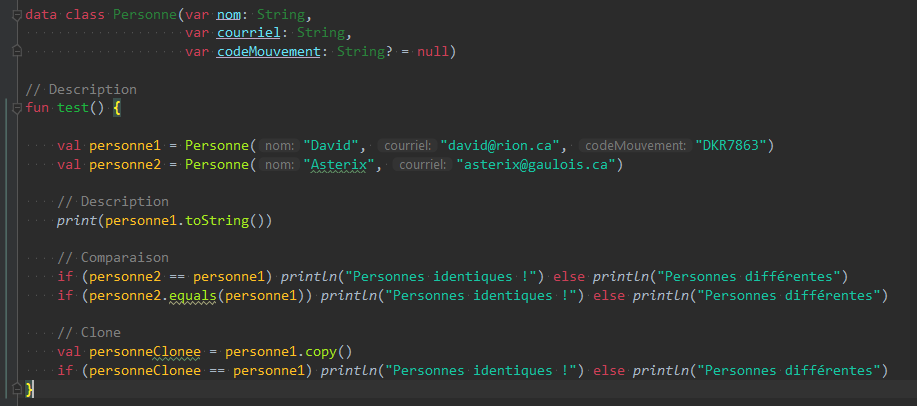 data class Personne(var nom: String,
var courriel: String,
var codeMouvement: String? = null)
// Description
fun test() {
val personne1 = Personne( nom: "David", courriel: "david@rion.ca", codeMouvement: "DKR7863")
val personne2 = Personne( nom: "Asterix", courriel: "asterix@gaulois.ca")
// Description
print(personne1.toString())
// Comparaison
if (personne2 == personne1) println("Personnes identiques !") else println("Personnes différentes")
if (personne2.equals(personne1)) println("Personnes identiques !") else println("Personnes différentes")
// Clone
val personneClonee = personne1.copy()
if (personneClonee == personne1) println("Personnes identiques !") else println("Personnes différentes")
}